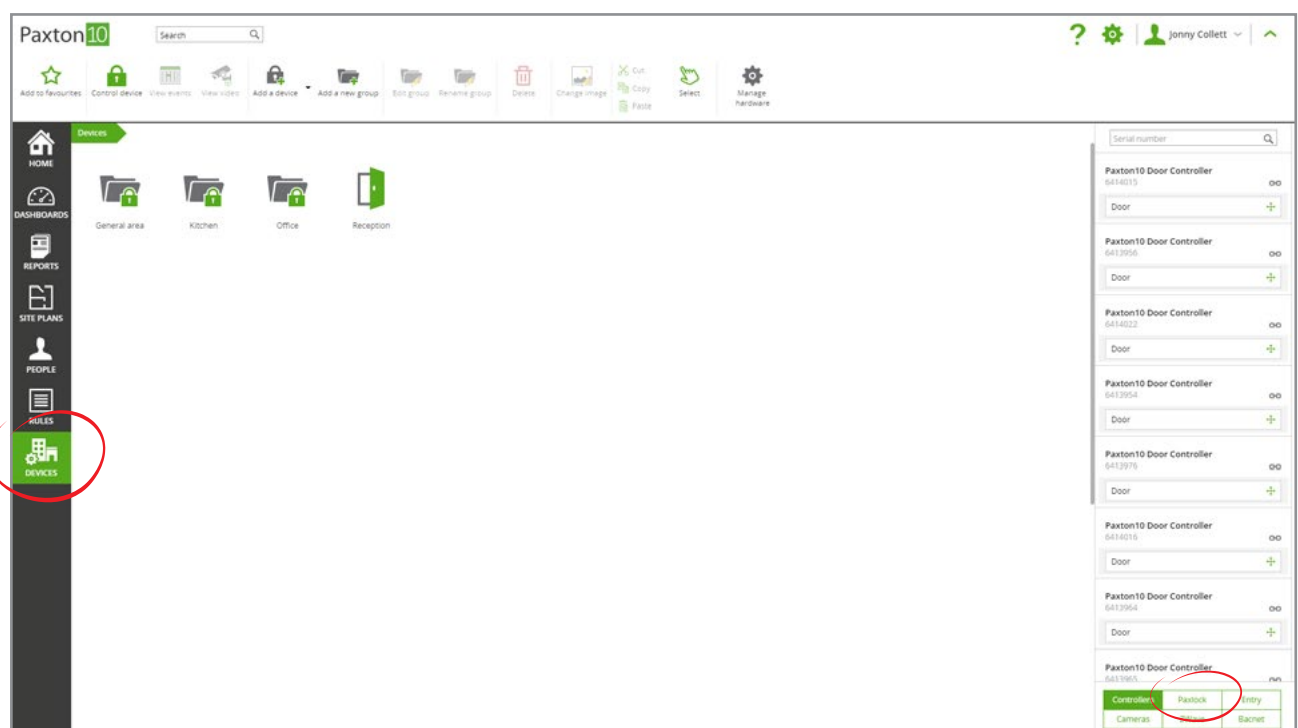 Paxton10
Search
Jonny Collett
Add to favourites
Control device
View events
View video
Add a device
Add a new group
Edit group
Rename group
Delete
Change image
Cut
Copy
Paste
Select
Manage hardware
HOME
DASHBOARDS
REPORTS
SITE PLANS
PEOPLE
RULES
DEVICES
Devices
General area
Kitchen
Office
Reception
Serial number
Paxton10 Door Controller
6414015
Door
Paxton10 Door Controller
6413956
Door
Paxton10 Door Controller
6414022
Door
Paxton10 Door Controller
6413954
Door
Paxton10 Door Controller
6413976
Door
Paxton10 Door Controller
6414016
Door
Paxton10 Door Controller
6413964
Door
Paxton10 Door Controller
6413965
Controllers
Paxlock
Entry
Cameras
Bacnet